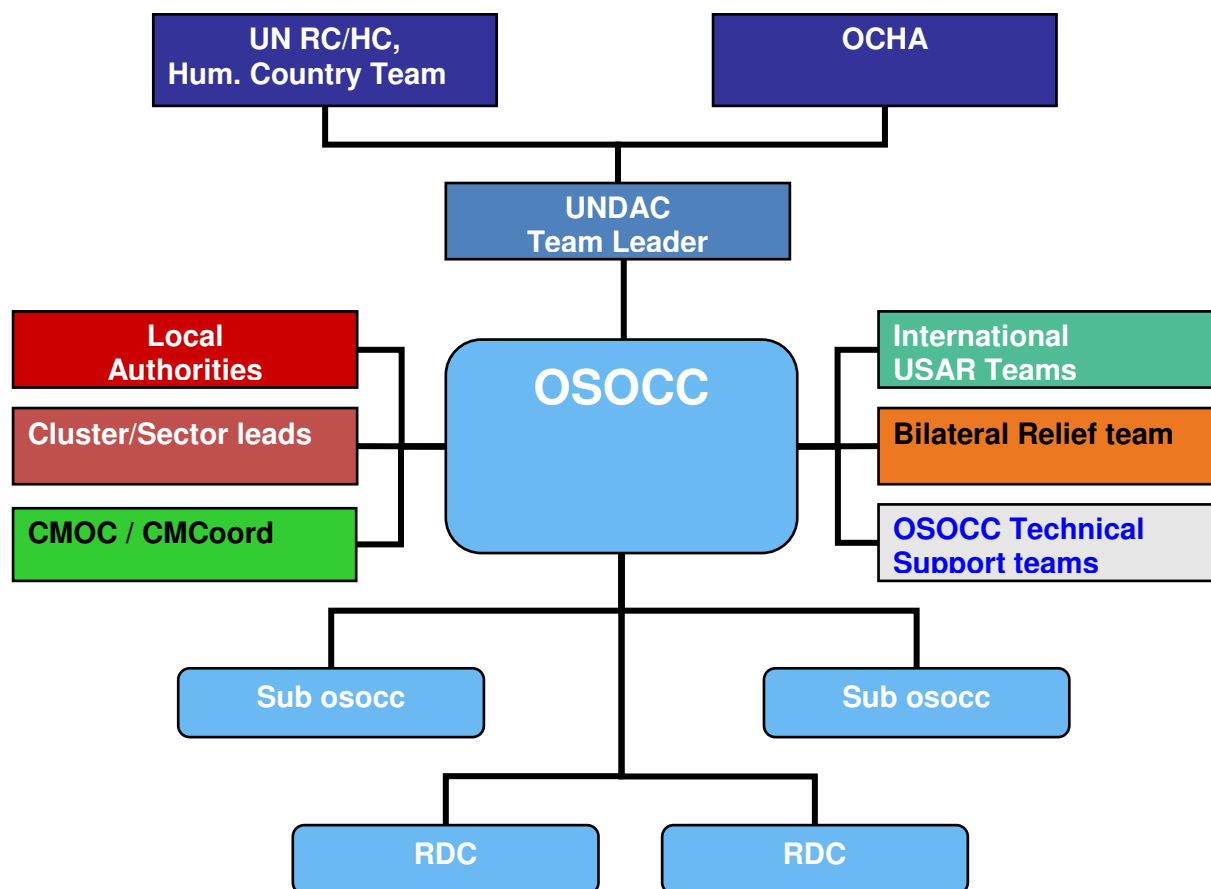 UN RC/HC,
Hum. Country Team
OCHA
UNDAC
Team Leader
Local
Authorities
Cluster/Sector leads
CMOC / CMCoord
OSOCC
International
USAR Teams
Bilateral Relief team
OSOCC Technical
Support teams
Sub osocc
Sub osocc
RDC
RDC